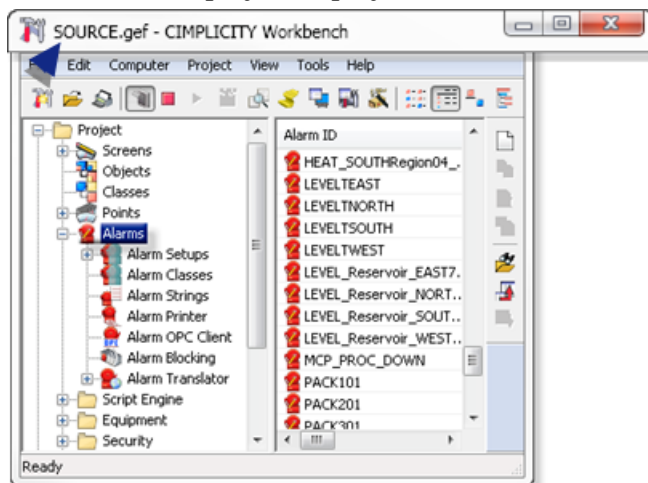 SOURCE.gef - CIMPLICITY Workbench
Edit Computer Project View Tools Help
Project
Screens
Objects
Classes
Points
Alarms
Alarm Setups
Alarm Classes
Alarm Strings
Alarm Printer
Alarm OPC Client
Alarm Blocking
Alarm Translator
Script Engine
Equipment
Security
Alarm ID
HEAT_SOUTHRegion04_.
LEVELTEAST
LEVELTNORTH
LEVELTSOUTH
LEVELTWEST
LEVEL_Reservoir_EAST7.
LEVEL_Reservoir_NORT..
LEVEL_Reservoir_SOUT..
LEVEL_Reservoir_WEST..
MCP_PROC_DOWN
PACK101
PACK201
PACK301
Ready